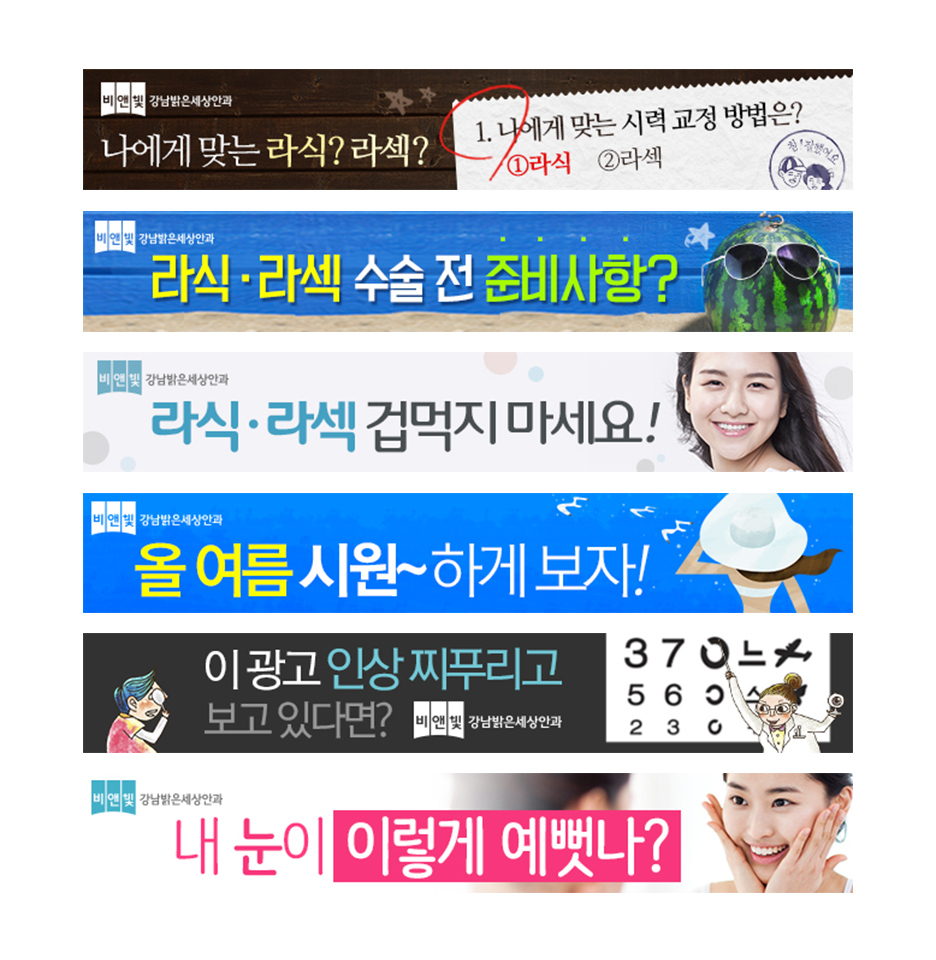 비앤빛 강남밝은세상안과
나에게 맞는 라식? 라섹?
1. 나에게 맞는 시력 교정 방법은?
①라식 ②라섹
참! 잘했어요
비앤빛 강남밝은세상안과
라식·라섹 수술 전 준비사항?
비앤빛 강남밝은세상안과
라식·라섹 겁먹지 마세요!
비앤빛 강남밝은세상안과
올 여름 시원~하게 보자!
이 광고 인상 찌푸리고
보고 있다면? 비앤빛 강남밝은세상안과
3 7 느
5 6 스
2 3 0
비앤빛 강남밝은세상안과
내 눈이 이렇게 예뻤나?